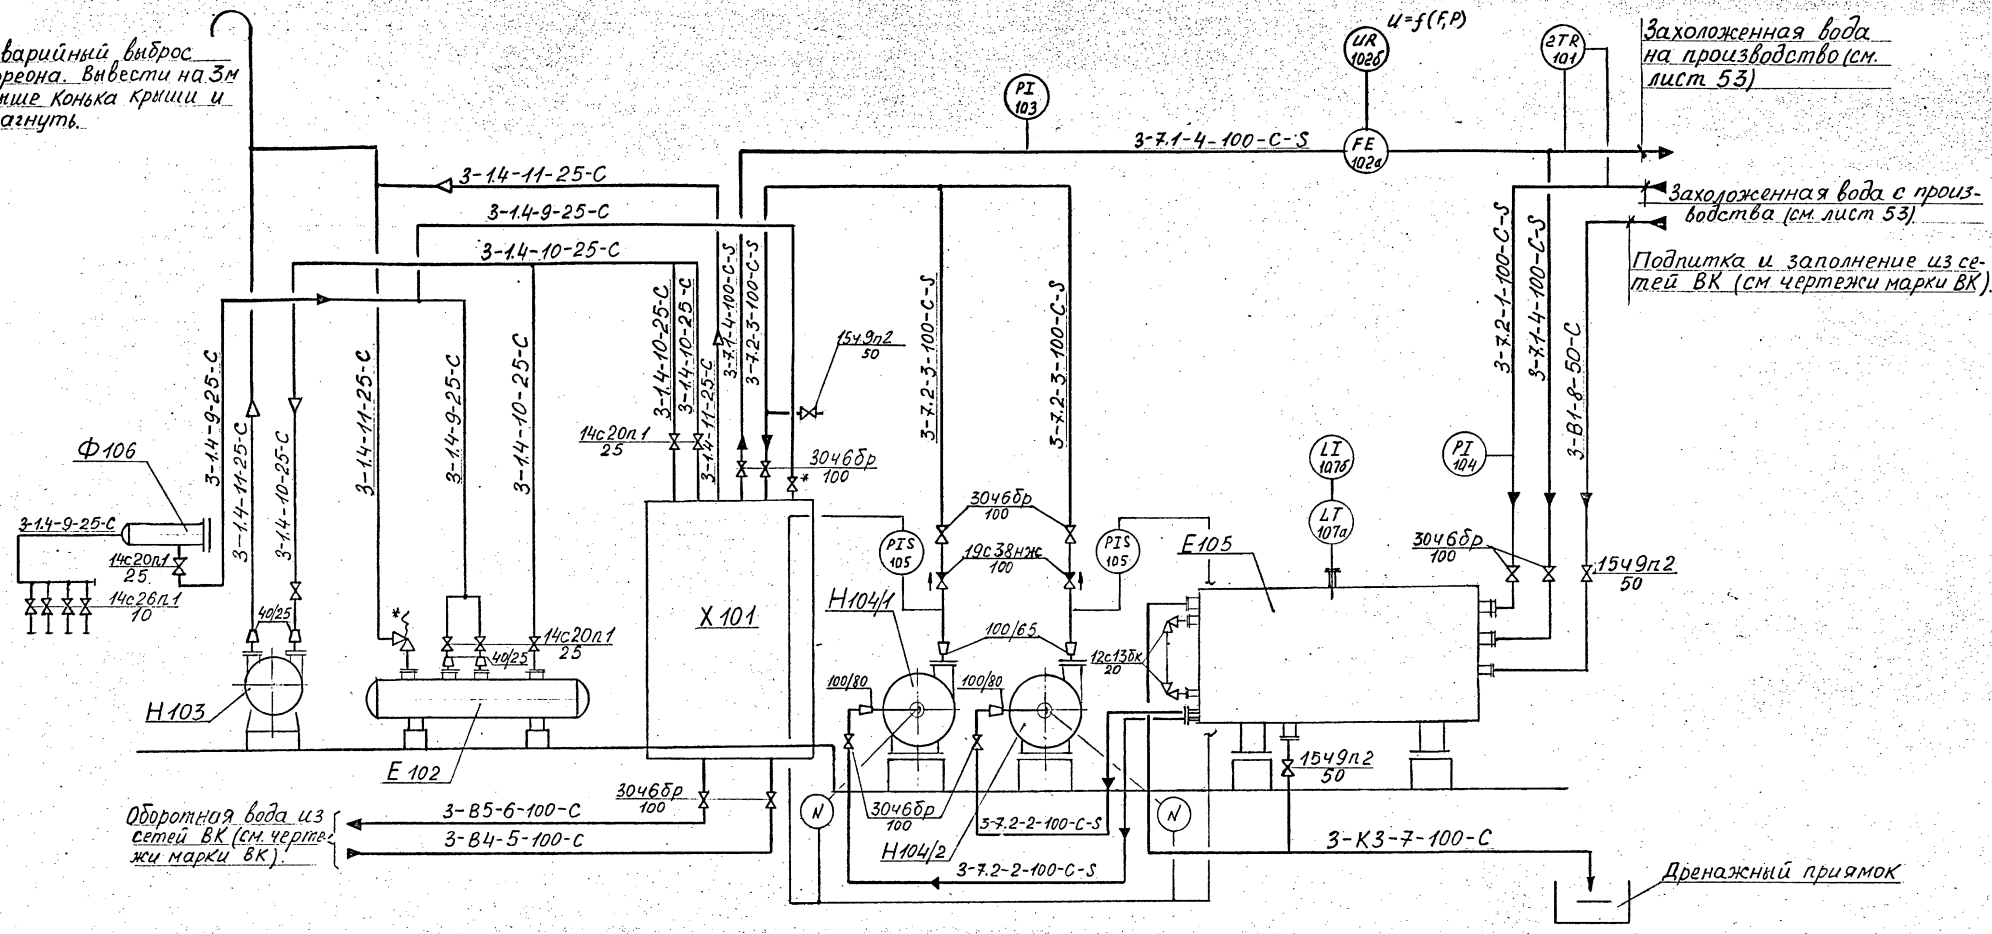 варийный выброс
реона. Вывести на 3м
ыше конька крыши и
агнуть.
PI
103
U=f(F,P)
UR
102б
2TR
101
Захоложенная вода
на производство (см.
лист 53)
3-7.1-4-100-С-S
FE
102а
3-1.4-11-25-С
3-1.4-9-25-С
3-1.4-10-25-С
Захоложенная вода с произ-
водства (см. лист 53)
Подпитка и заполнение из се-
тей ВК (см чертежи марки ВК).
3-1.4-9-25-С
3-1.4-11-25-С
3-1.4-10-25-С
3-1.4-11-25-С
3-1.4-9-25-С
3-1.4-10-25-С
3-1.4-10-25-С
3-1.4-10-25-С
3-1.4-11-25-С
3-7.1-4-100-С-S
3-7.2-3-100-С-S
3-7.2-3-100-С-S
3-7.2-3-100-С-S
3-7.2-1-100-С-S
3-7.1-4-100-С-S
3-В1-8-50-С
15ч9п2
50
14с20п1
25
30ч6бр
100
*
Ф106
3-1.4-9-25-С
14с20п1
25
14с26п1
10
40/25
*
14с20п1
25
40/25
Н103
Е102
Х101
PIS
105
30ч6бр
100
19с38нж
100
PIS
105
Н104/1
100/65
100/80
100/80
Е105
LI
107б
LT
107а
PI
104
30ч6бр
100
15ч9п2
50
12с13бк
20
15ч9п2
50
Оборотная вода из
сетей ВК (см. черте-
жи марки ВК).
3-В5-6-100-С
3-В4-5-100-С
30ч6бр
100
N
30ч6бр
100
Н104/2
3-7.2-2-100-С-S
3-7.2-2-100-С-S
N
3-К3-7-100-С
Дренажный приямок